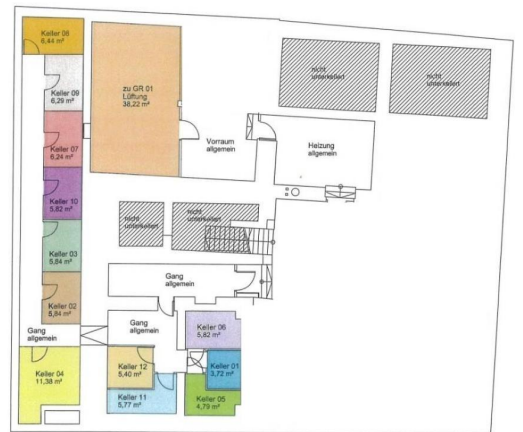 Keller 08
6,44 m²
Keller 09
6,29 m²
Keller 07
6,24 m²
Keller 10
5,82 m²
Keller 03
5,84 m²
Keller 02
5,84 m²
Gang
allgemein
Keller 04
11,38 m²
zu GR 01
Lüftung
38,22 m²
Vorraum
allgemein
Heizung
allgemein
nicht
unterkellert
nicht
unterkellert
nicht
unterkellert
nicht
unterkellert
Gang
allgemein
Gang
allgemein
Keller 06
5,82 m²
Keller 12
5,40 m²
Keller 01
3,72 m²
Keller 11
5,77 m²
Keller 05
4,79 m²